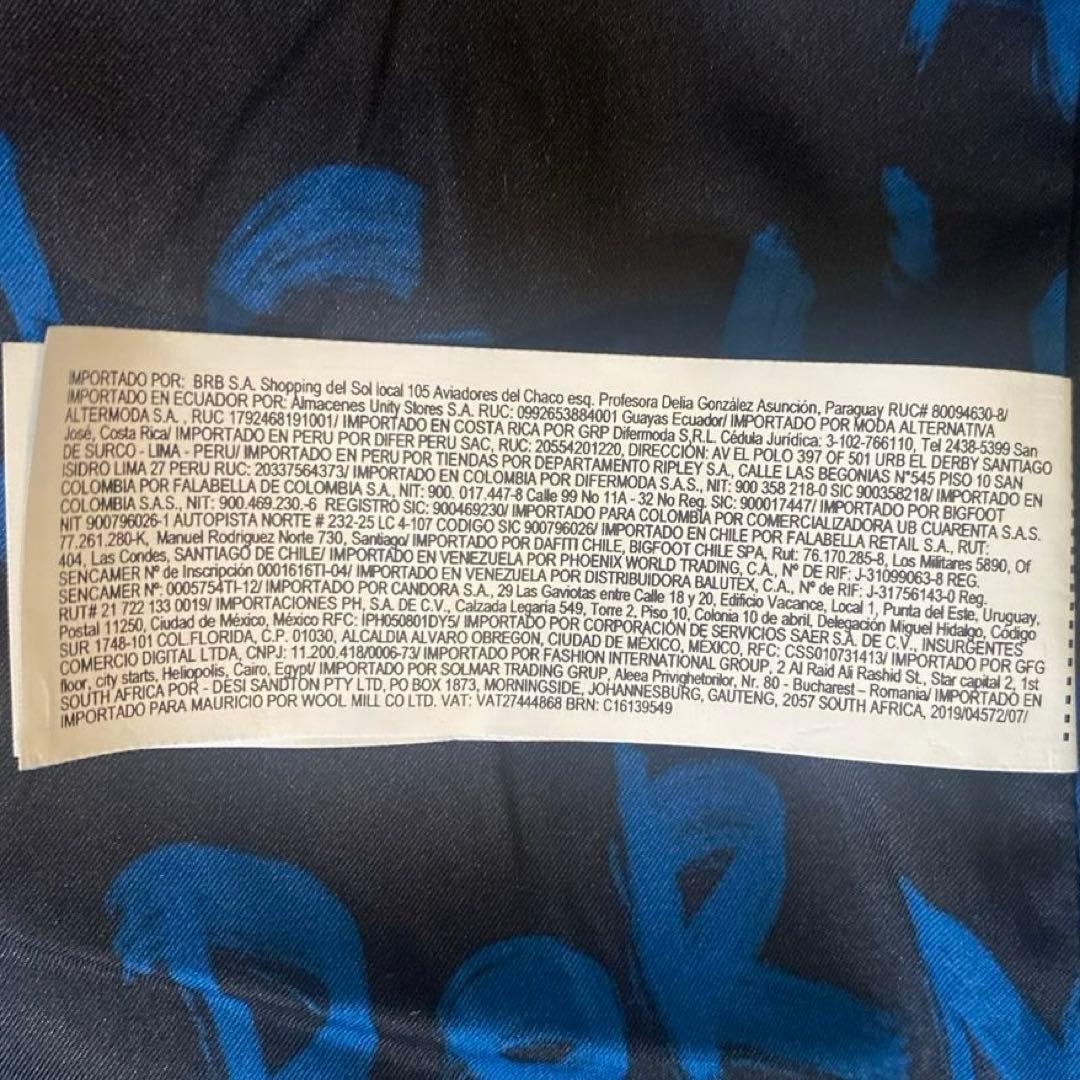 IMPORTADO POR: BRB S.A. Shopping del Sol local 105 Aviadores del Chaco esq. Profesora Delia González Asunción, Paraguay RUC# 80094630-8/
IMPORTADO EN ECUADOR POR: Almacenes Unity Stores S.A. RUC: 0992653884001 Guayas Ecuador/ IMPORTADO POR MODA ALTERNATIVA
ALTERMODA S.A., RUC 1792468191001/ IMPORTADO EN COSTA RICA POR GRP Difermoda S.R.L. Cédula Jurídica: 3-102-766110, Tel 2438-5399 San
José, Costa Rica/ IMPORTADO EN PERU POR DIFER PERU SAC, RUC: 20554201220, DIRECCIÓN: AV EL POLO 397 OF 501 URB EL DERBY SANTIAGO
DE SURCO - LIMA - PERU/ IMPORTADO EN PERU POR TIENDAS POR DEPARTAMENTO RIPLEY S.A., CALLE LAS BEGONIAS N°545 PISO 10 SAN
ISIDRO LIMA 27 PERU RUC: 20337564373/ IMPORTADO EN COLOMBIA POR DIFERMODA S.A.S., NIT: 900 358 218-0 SIC 900358218/ IMPORTADO EN
COLOMBIA POR FALABELLA DE COLOMBIA S.A., NIT: 900. 017.447-8 Calle 99 No 11A - 32 No Reg. SIC: 9000017447/ IMPORTADO POR BIGFOOT
COLOMBIA S.A.S., NIT: 900.469.230.-6 REGISTRO SIC: 900469230/ IMPORTADO PARA COLOMBIA POR COMERCIALIZADORA UB CUARENTA S.A.S.
NIT 900796026-1 AUTOPISTA NORTE # 232-25 LC 4-107 CODIGO SIC 900796026/ IMPORTADO EN CHILE POR FALABELLA RETAIL S.A., RUT:
77.261.280-K, Manuel Rodriguez Norte 730, Santiago/ IMPORTADO POR DAFITI CHILE, BIGFOOT CHILE SPA, Rut: 76.170.285-8, Los Militares 5890, Of
404, Las Condes, SANTIAGO DE CHILE/ IMPORTADO EN VENEZUELA POR PHOENIX WORLD TRADING, C.A., Nº DE RIF: J-31099063-8 REG.
SENCAMER Nº de Inscripción 0001616TI-04/ IMPORTADO EN VENEZUELA POR DISTRIBUIDORA BALUTEX, C.A., Nº de RIF: J-31756143-0 Reg.
SENCAMER Nº: 0005754TI-12/ IMPORTADO POR CANDORA S.A., 29 Las Gaviotas entre Calle 18 y 20, Edificio Vacance, Local 1, Punta del Este, Uruguay,
RUT# 21 722 133 0019/ IMPORTACIONES PH, S.A. DE C.V., Calzada Legaria 549, Torre 2, Piso 10, Colonia 10 de abril, Delegación Miguel Hidalgo, Código
Postal 11250, Ciudad de México, México RFC: IPH050801DY5/ IMPORTADO POR CORPORACIÓN DE SERVICIOS SAER S.A. DE C.V., INSURGENTES
SUR 1748-101 COL.FLORIDA, C.P. 01030, ALCALDIA ALVARO OBREGON, CIUDAD DE MEXICO, MEXICO, RFC: CSS010731413/ IMPORTADO POR GFG
COMERCIO DIGITAL LTDA, CNPJ: 11.200.418/0006-73/ IMPORTADO POR FASHION INTERNATIONAL GROUP, 2 Al Raid Ali Rashid St., Star capital 2, 1st
floor, city starts, Heliopolis, Cairo, Egypt/ IMPORTADO POR SOLMAR TRADING GRUP, Aleea Privighetorilor, Nr. 80 - Bucharest – Romania/ IMPORTADO EN
SOUTH AFRICA POR - DESI SANDTON PTY LTD, PO BOX 1873, MORNINGSIDE, JOHANNESBURG, GAUTENG, 2057 SOUTH AFRICA, 2019/04572/07/
IMPORTADO PARA MAURICIO POR WOOL MILL CO LTD. VAT: VAT27444868 BRN: C16139549